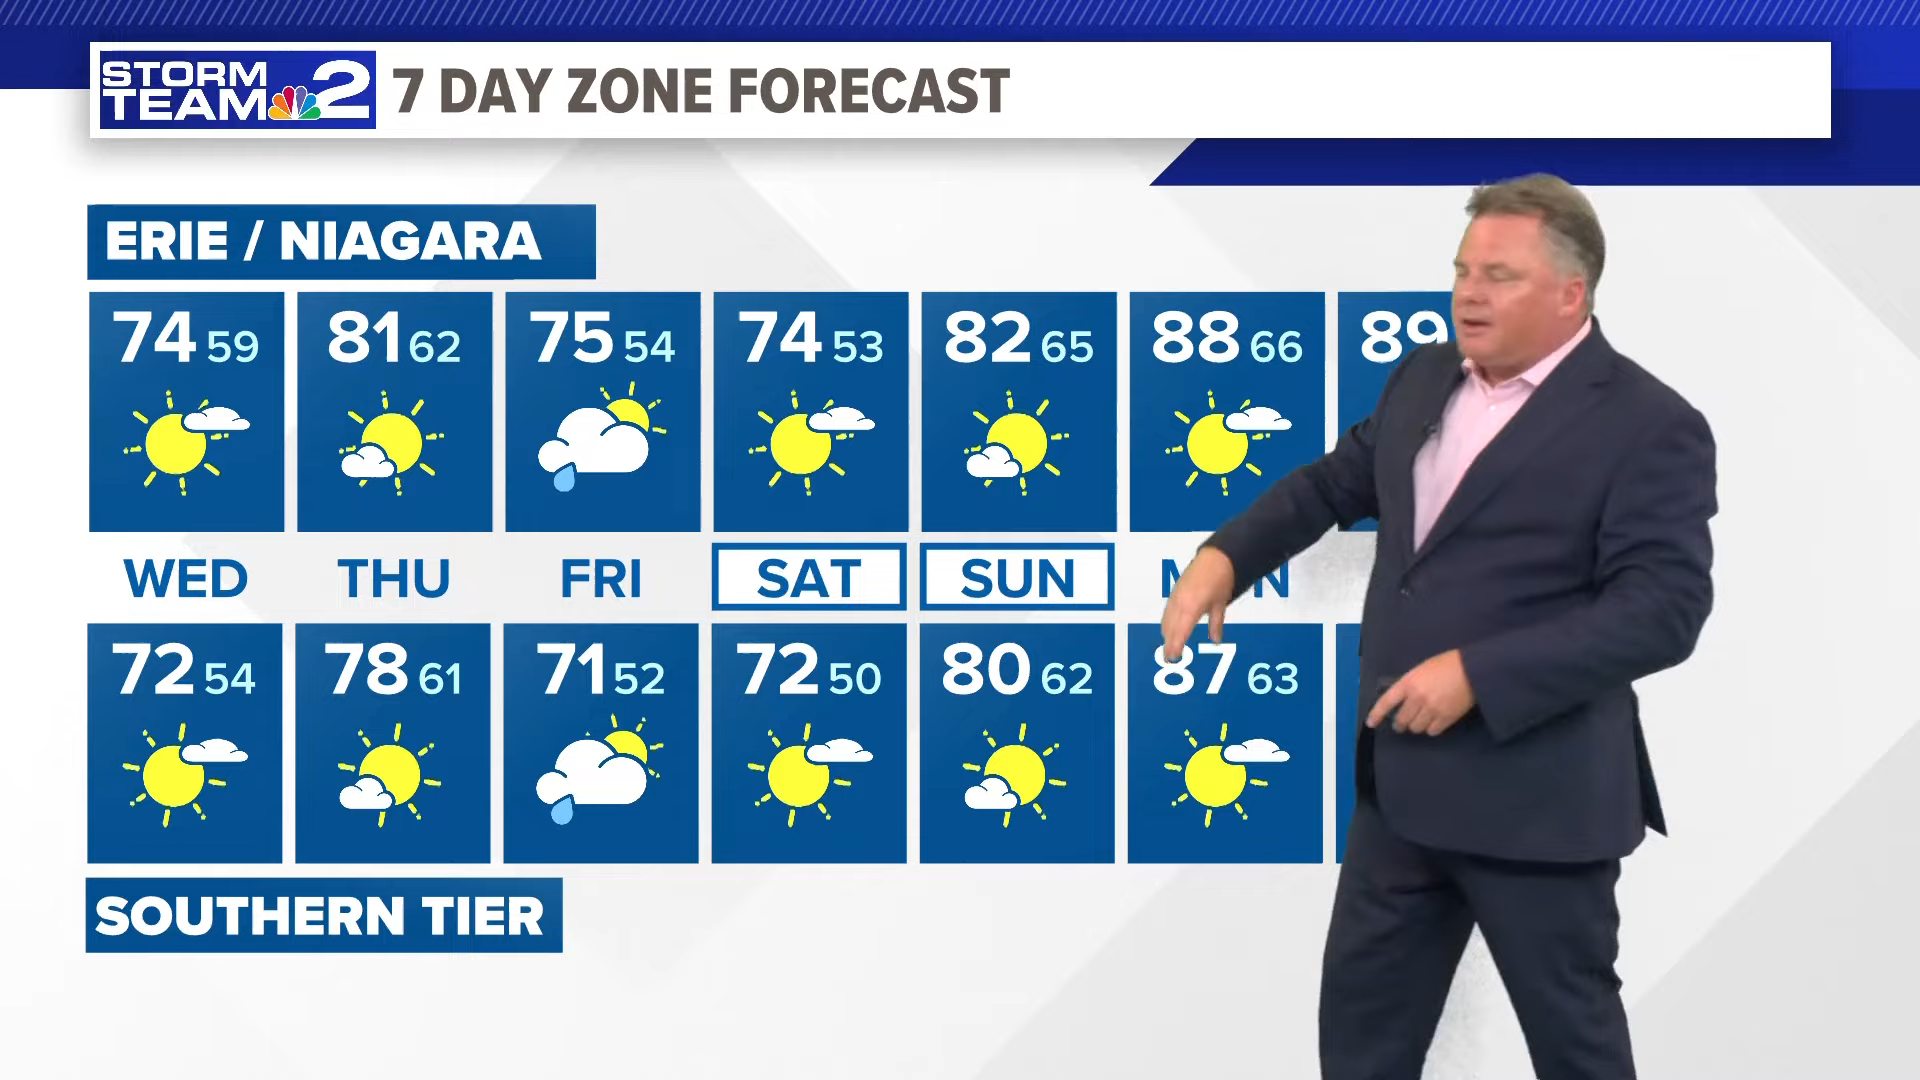 STORM
TEAM 2
7 DAY ZONE FORECAST
ERIE / NIAGARA
74 59 81 62 75 54 74 53 82 65 88 66 89
WED THU FRI SAT SUN
72 54 78 61 71 52 72 50 80 62 87 63
SOUTHERN TIER